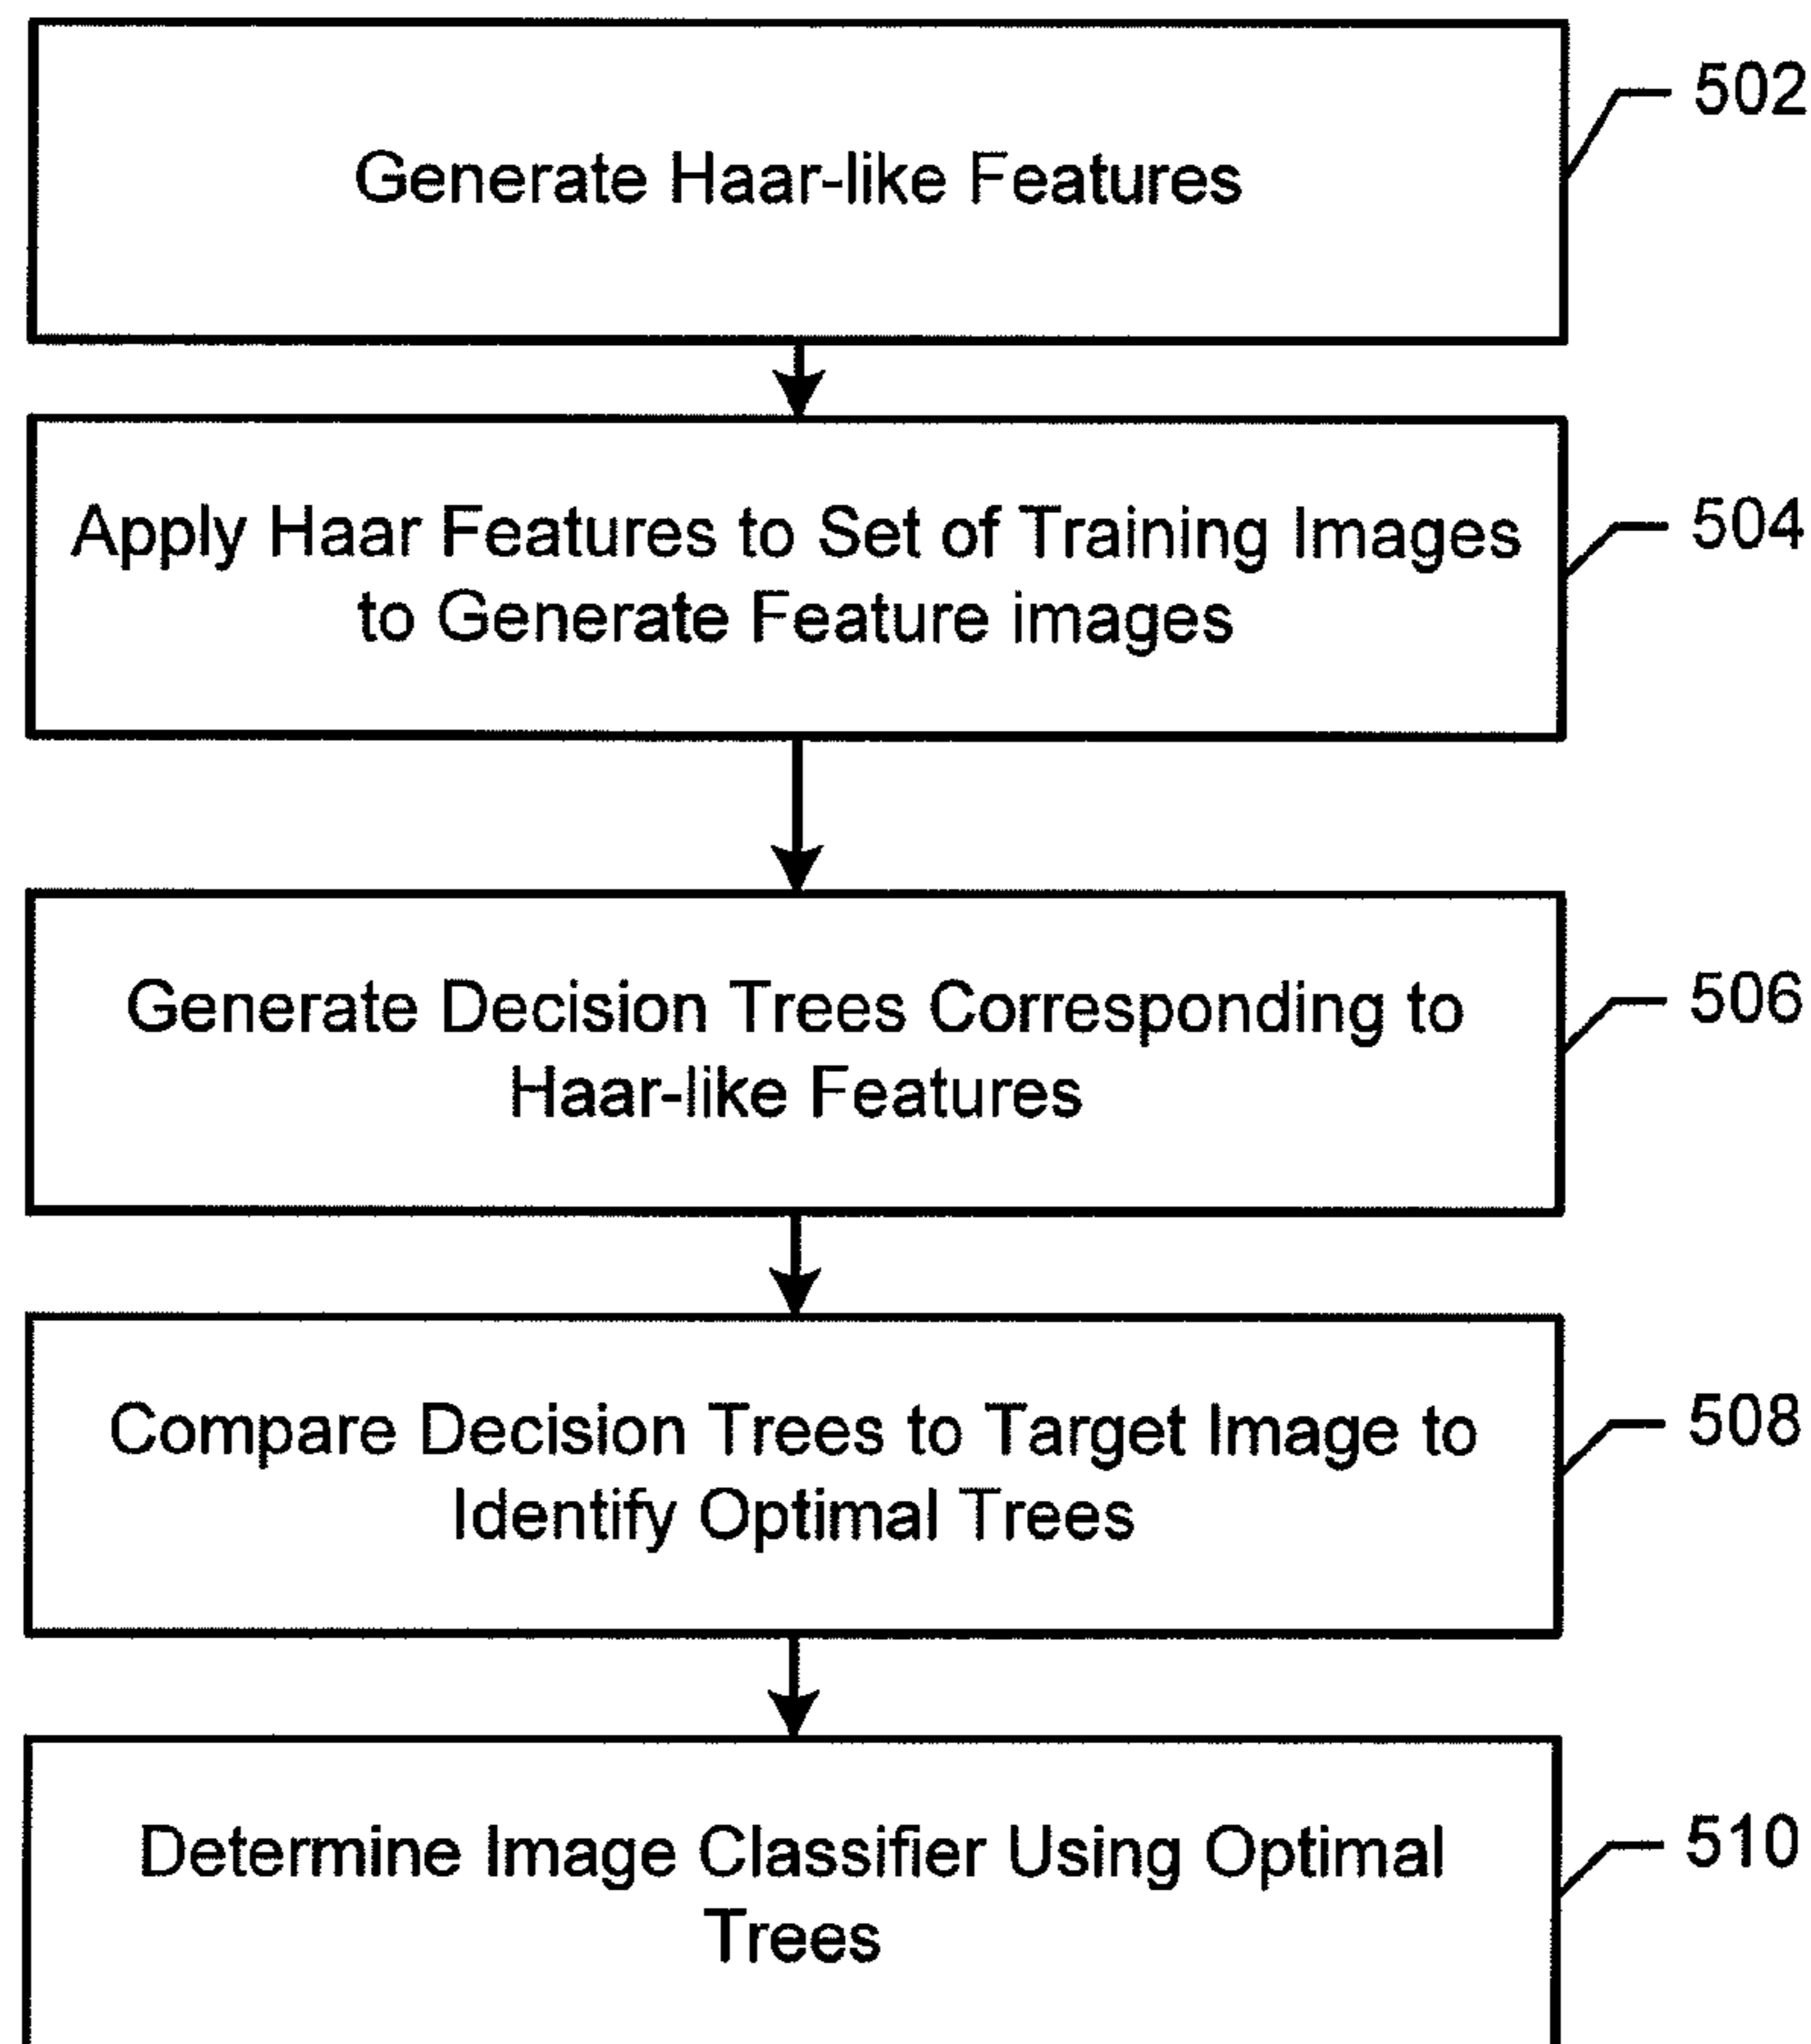 Generate Haar-like Features
502
Apply Haar Features to Set of Training Images
to Generate Feature images
504
Generate Decision Trees Corresponding to
Haar-like Features
506
Compare Decision Trees to Target Image to
Identify Optimal Trees
508
Determine Image Classifier Using Optimal
Trees
510